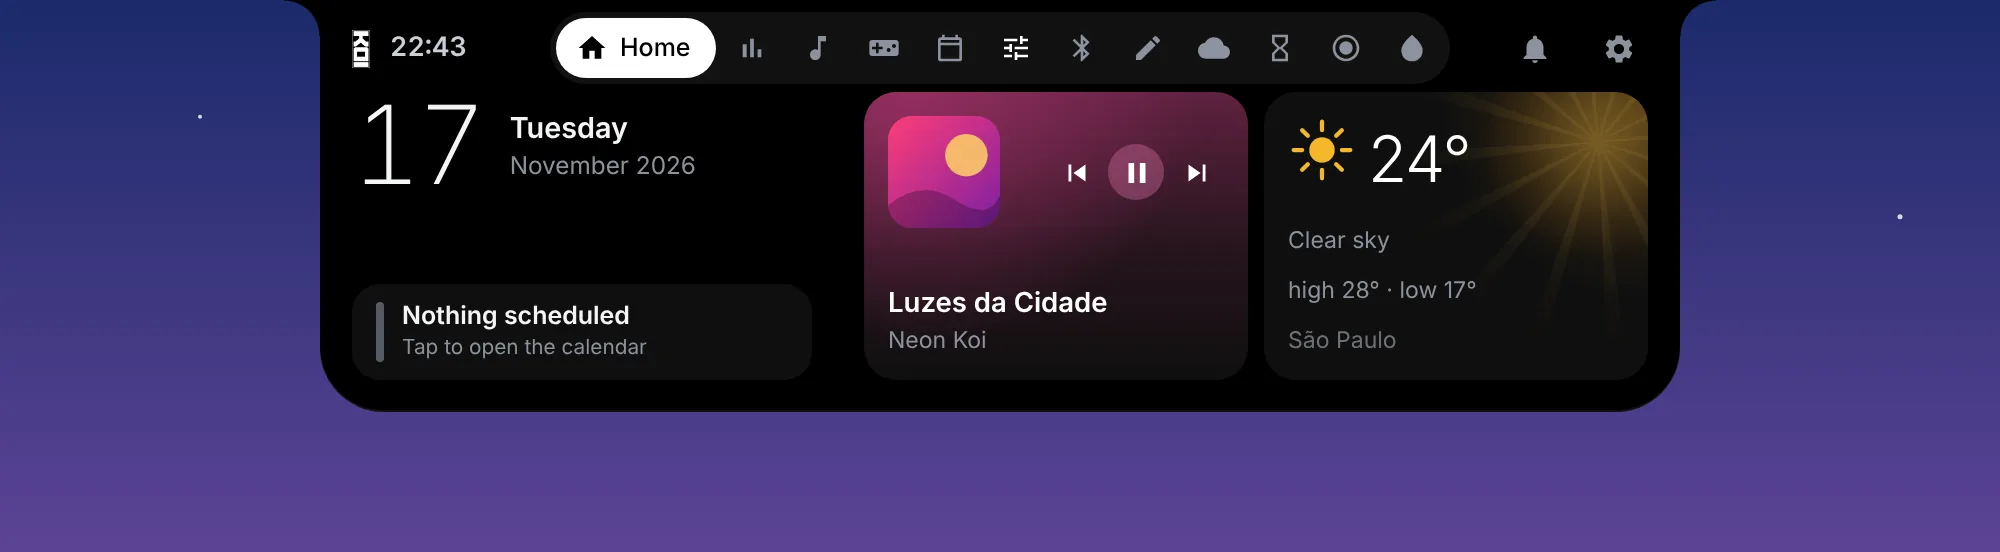 22:43
Home
17
Tuesday
November 2026
Nothing scheduled
Tap to open the calendar
Luzes da Cidade
Neon Koi
24°
Clear sky
high 28° · low 17°
São Paulo